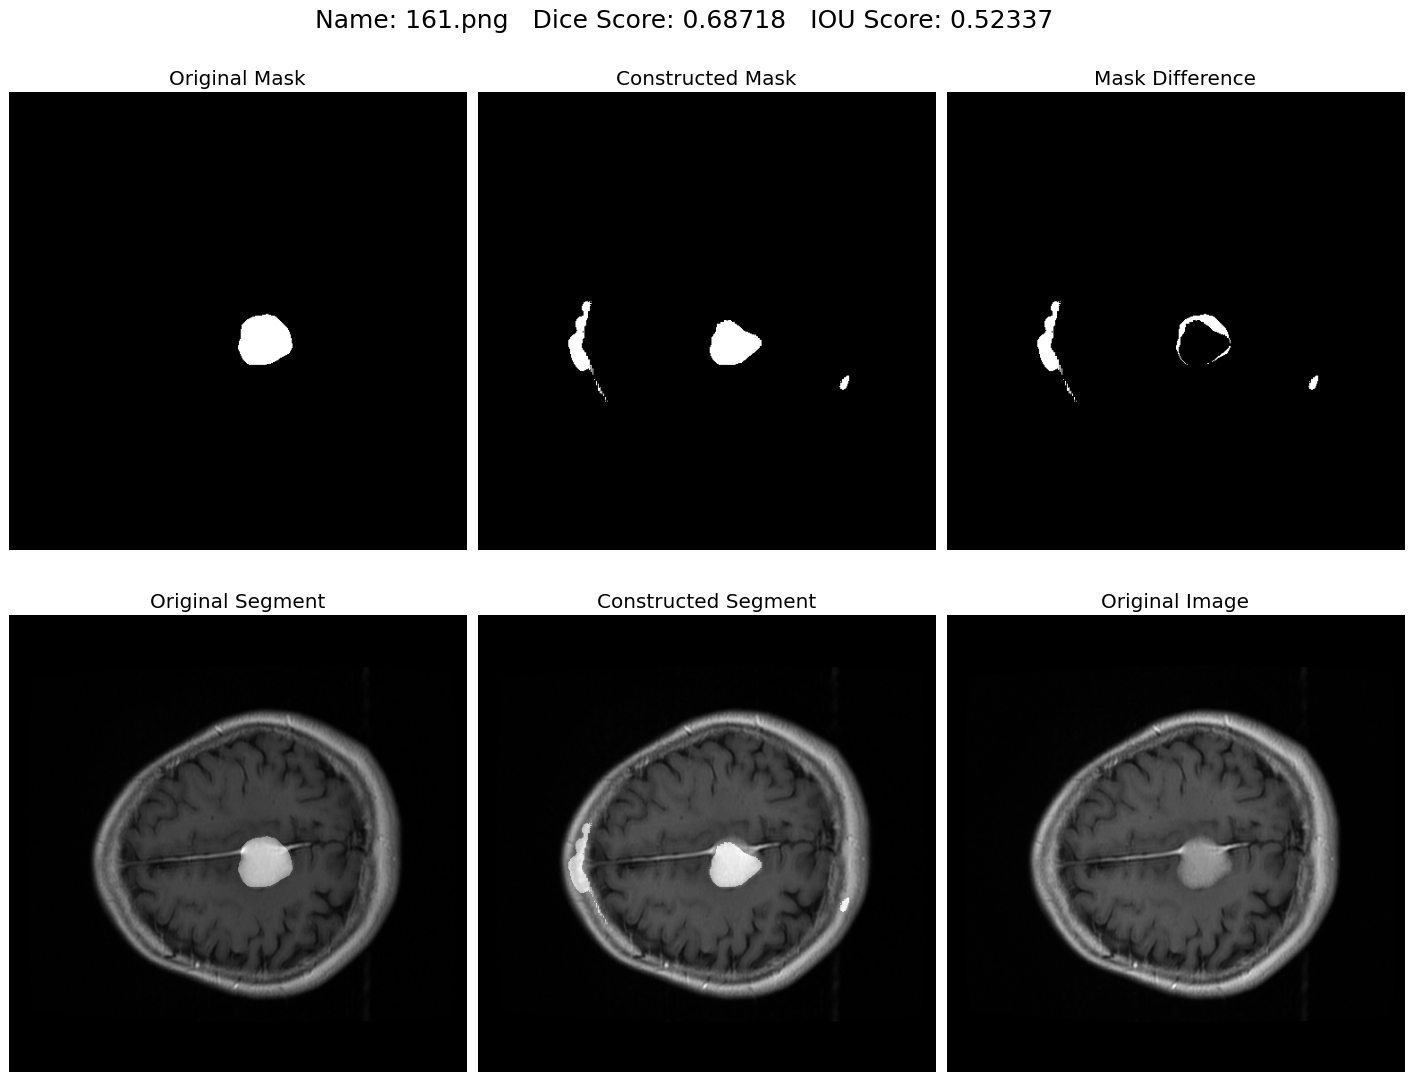 Name: 161.png   Dice Score: 0.68718   IOU Score: 0.52337
Original Mask
Constructed Mask
Mask Difference
Original Segment
Constructed Segment
Original Image